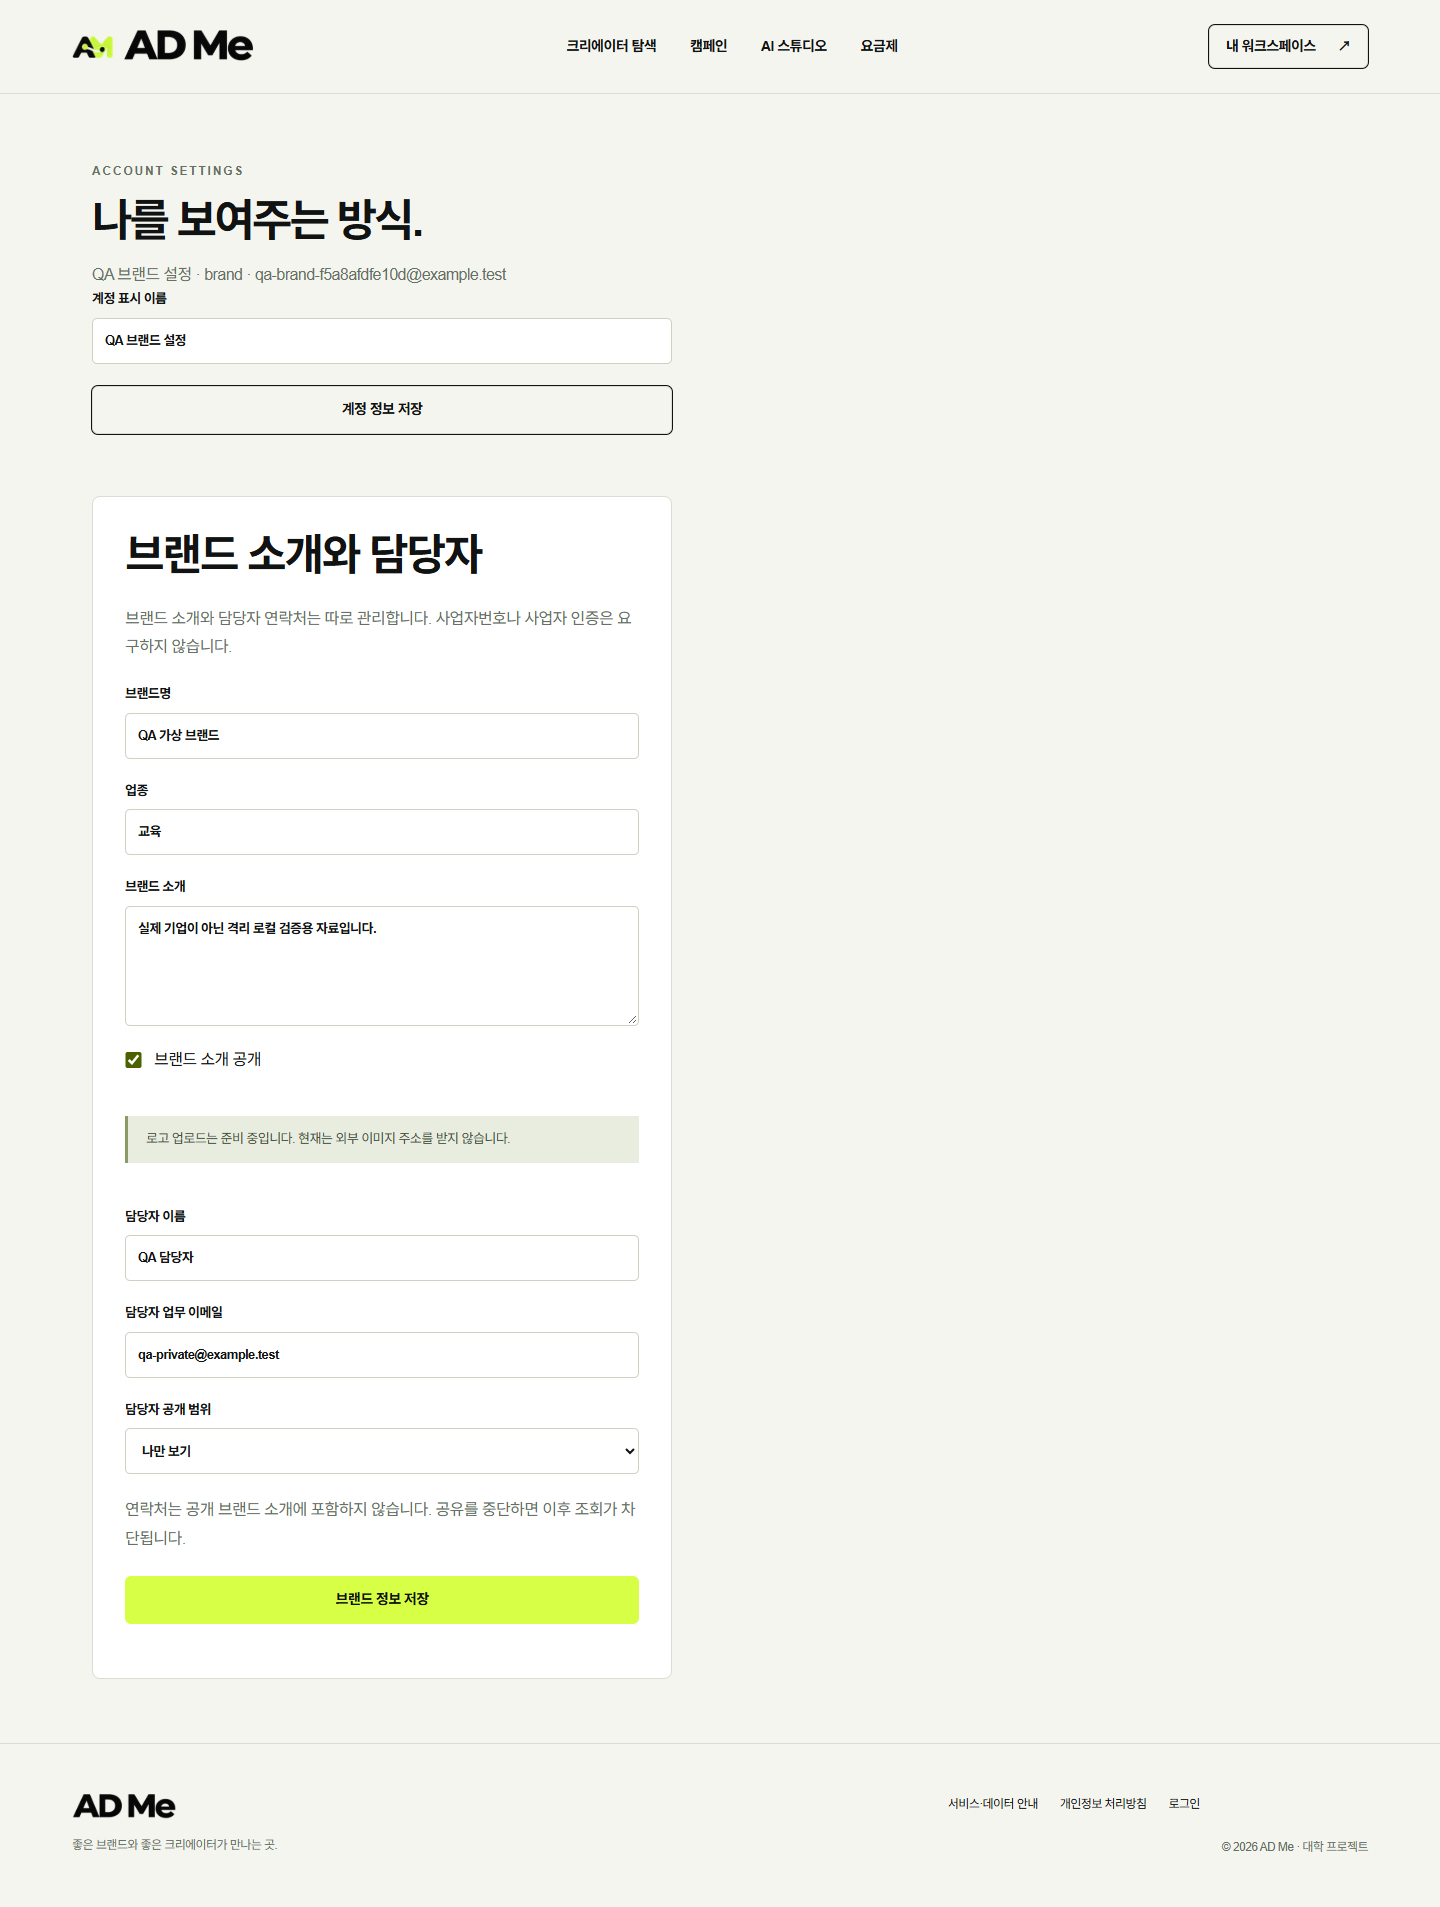 AM AD Me
크리에이터 탐색 캠페인 AI 스튜디오 요금제
내 워크스페이스 ↗
ACCOUNT SETTINGS
나를 보여주는 방식.
QA 브랜드 설정 · brand · qa-brand-f5a8afdfe10d@example.test
계정 표시 이름
QA 브랜드 설정
계정 정보 저장
브랜드 소개와 담당자
브랜드 소개와 담당자 연락처는 따로 관리합니다. 사업자번호나 사업자 인증은 요
구하지 않습니다.
브랜드명
QA 가상 브랜드
업종
교육
브랜드 소개
실제 기업이 아닌 격리 로컬 검증용 자료입니다.
브랜드 소개 공개
로고 업로드는 준비 중입니다. 현재는 외부 이미지 주소를 받지 않습니다.
담당자 이름
QA 담당자
담당자 업무 이메일
qa-private@example.test
담당자 공개 범위
나만 보기
연락처는 공개 브랜드 소개에 포함하지 않습니다. 공유를 중단하면 이후 조회가 차
단됩니다.
브랜드 정보 저장
AD Me
좋은 브랜드와 좋은 크리에이터가 만나는 곳.
서비스·데이터 안내 개인정보 처리방침 로그인
© 2026 AD Me · 대학 프로젝트